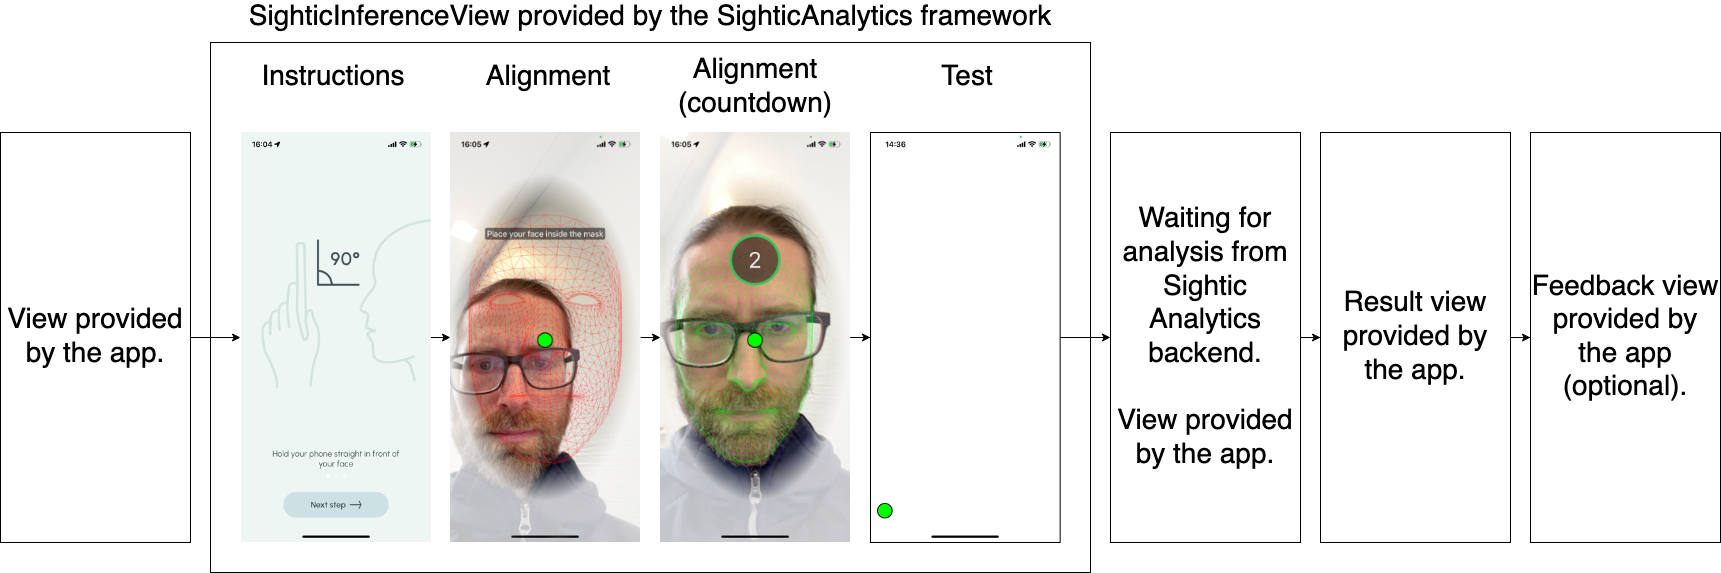 SighticInferenceView provided by the SighticAnalytics framework
View provided
by the app.
Instructions
16:04
90°
Hold your phone straight in front of
your face
Next step
Alignment
16:05
Place your face inside the mask
Alignment
(countdown)
16:05
2
Test
14:36
Waiting for
analysis from
Sightic
Analytics
backend.
View provided
by the app.
Result view
provided by
the app.
Feedback view
provided by
the app
(optional).